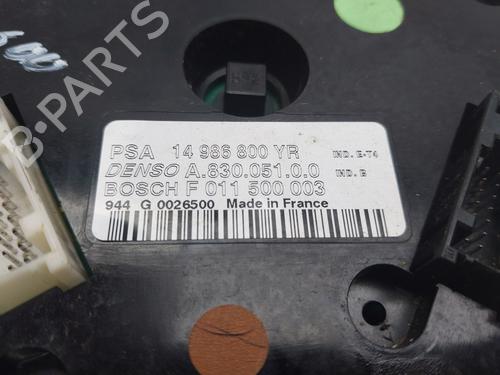 PSA 14 986 800 YR IND. E-T4
DENSO A.830.051.0.0 IND. B
BOSCH F 011 500 003
944 G 0026500 Made in France
B-PARTS